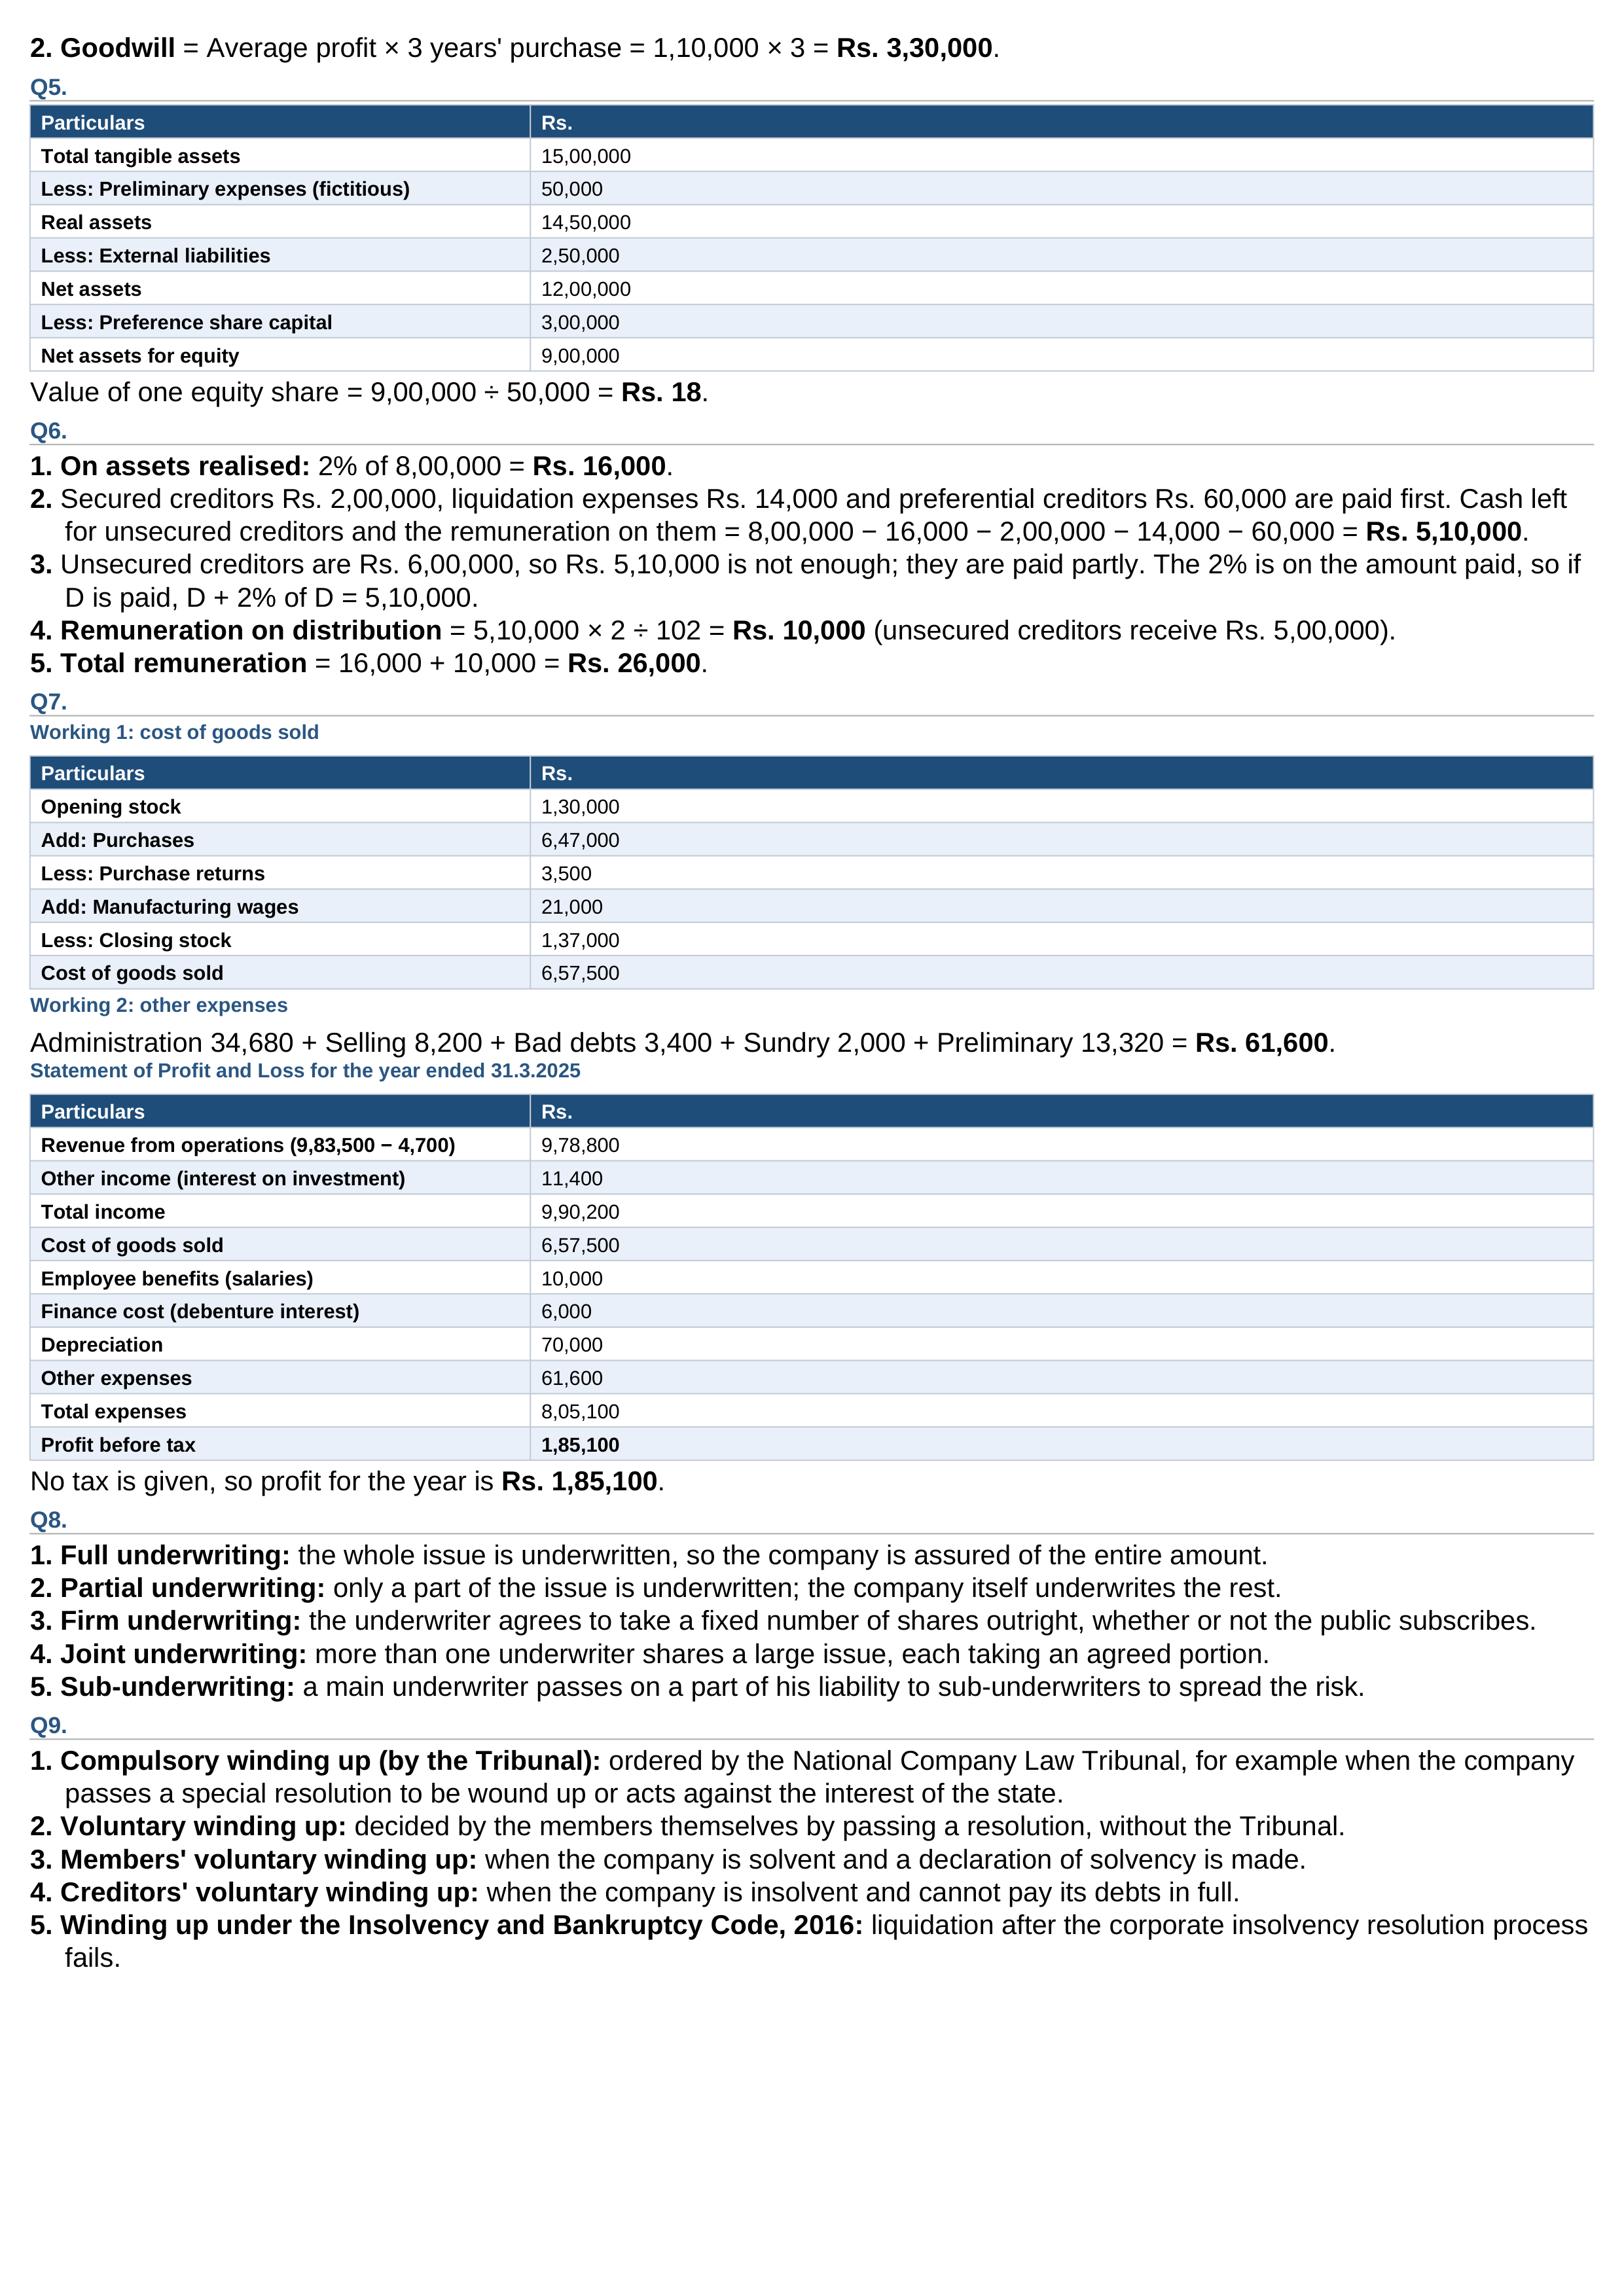 2. Goodwill = Average profit × 3 years' purchase = 1,10,000 × 3 = Rs. 3,30,000.
Q5.
Particulars Rs.
Total tangible assets 15,00,000
Less: Preliminary expenses (fictitious) 50,000
Real assets 14,50,000
Less: External liabilities 2,50,000
Net assets 12,00,000
Less: Preference share capital 3,00,000
Net assets for equity 9,00,000
Value of one equity share = 9,00,000 ÷ 50,000 = Rs. 18.
Q6.
1. On assets realised: 2% of 8,00,000 = Rs. 16,000.
2. Secured creditors Rs. 2,00,000, liquidation expenses Rs. 14,000 and preferential creditors Rs. 60,000 are paid first. Cash left
for unsecured creditors and the remuneration on them = 8,00,000 − 16,000 − 2,00,000 − 14,000 − 60,000 = Rs. 5,10,000.
3. Unsecured creditors are Rs. 6,00,000, so Rs. 5,10,000 is not enough; they are paid partly. The 2% is on the amount paid, so if
D is paid, D + 2% of D = 5,10,000.
4. Remuneration on distribution = 5,10,000 × 2 ÷ 102 = Rs. 10,000 (unsecured creditors receive Rs. 5,00,000).
5. Total remuneration = 16,000 + 10,000 = Rs. 26,000.
Q7.
Working 1: cost of goods sold
Particulars Rs.
Opening stock 1,30,000
Add: Purchases 6,47,000
Less: Purchase returns 3,500
Add: Manufacturing wages 21,000
Less: Closing stock 1,37,000
Cost of goods sold 6,57,500
Working 2: other expenses
Administration 34,680 + Selling 8,200 + Bad debts 3,400 + Sundry 2,000 + Preliminary 13,320 = Rs. 61,600.
Statement of Profit and Loss for the year ended 31.3.2025
Particulars Rs.
Revenue from operations (9,83,500 − 4,700) 9,78,800
Other income (interest on investment) 11,400
Total income 9,90,200
Cost of goods sold 6,57,500
Employee benefits (salaries) 10,000
Finance cost (debenture interest) 6,000
Depreciation 70,000
Other expenses 61,600
Total expenses 8,05,100
Profit before tax 1,85,100
No tax is given, so profit for the year is Rs. 1,85,100.
Q8.
1. Full underwriting: the whole issue is underwritten, so the company is assured of the entire amount.
2. Partial underwriting: only a part of the issue is underwritten; the company itself underwrites the rest.
3. Firm underwriting: the underwriter agrees to take a fixed number of shares outright, whether or not the public subscribes.
4. Joint underwriting: more than one underwriter shares a large issue, each taking an agreed portion.
5. Sub-underwriting: a main underwriter passes on a part of his liability to sub-underwriters to spread the risk.
Q9.
1. Compulsory winding up (by the Tribunal): ordered by the National Company Law Tribunal, for example when the company
passes a special resolution to be wound up or acts against the interest of the state.
2. Voluntary winding up: decided by the members themselves by passing a resolution, without the Tribunal.
3. Members' voluntary winding up: when the company is solvent and a declaration of solvency is made.
4. Creditors' voluntary winding up: when the company is insolvent and cannot pay its debts in full.
5. Winding up under the Insolvency and Bankruptcy Code, 2016: liquidation after the corporate insolvency resolution process
fails.